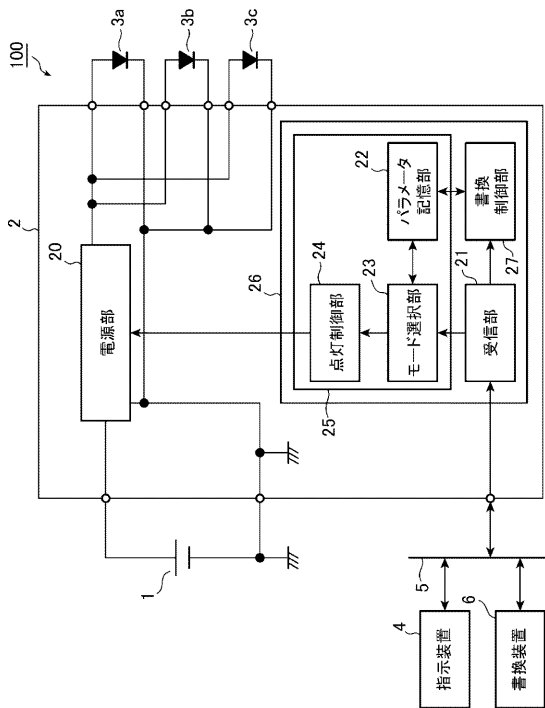 100
3a
3b
3c
2
20
電源部
26
24
点灯制御部
22
パラメータ
記憶部
23
モード選択部
25
書換
制御部
27
21
受信部
1
5
4
指示装置
6
書換装置